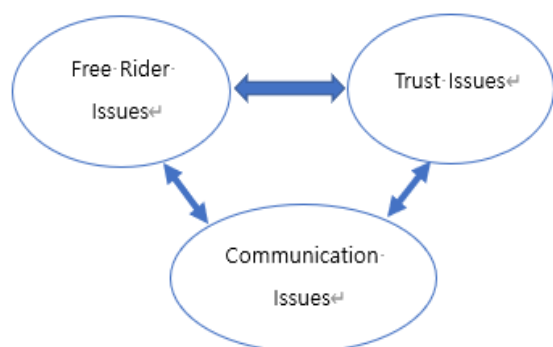 Free Rider
Issues
Trust Issues
Communication
Issues